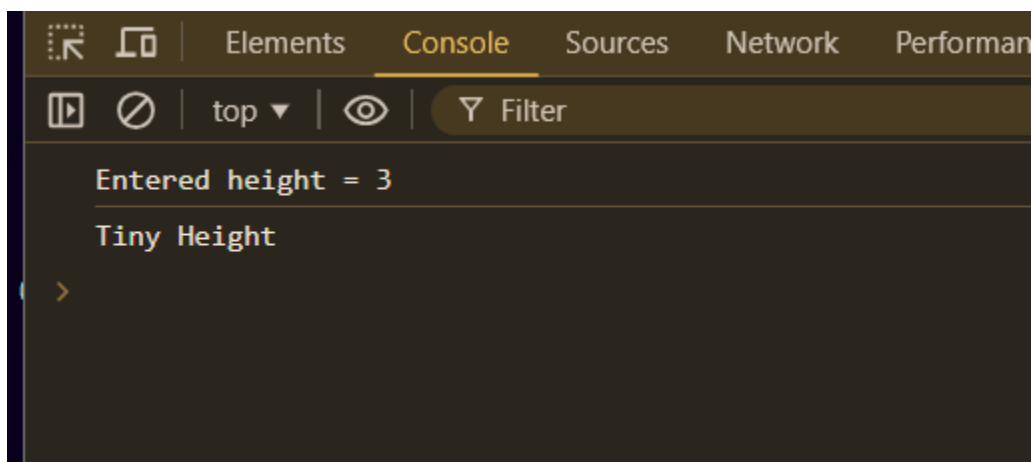 Elements Console Sources Network Performan
top Filter
Entered height = 3
Tiny Height
>